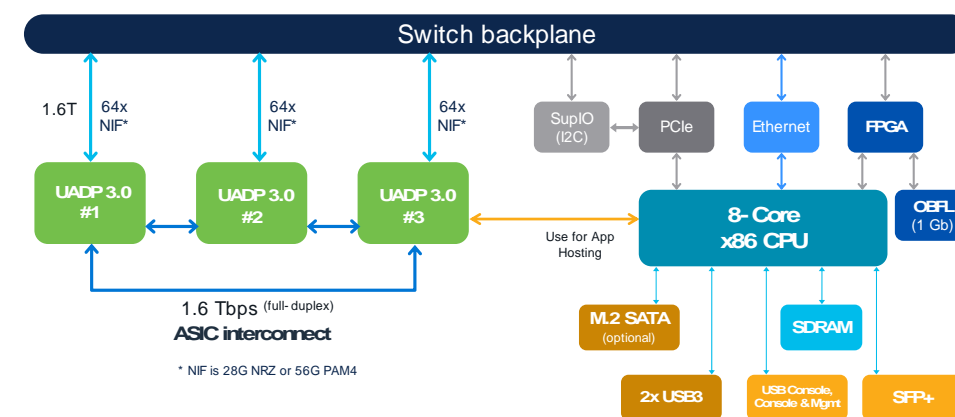 Switch backplane
1.6T
64x
NIF*
64x
NIF*
64x
NIF*
SupIO
(I2C)
PCIe
Ethernet
FPGA
UADP 3.0
#1
UADP 3.0
#2
UADP 3.0
#3
8- Core
x86 CPU
OBFL
(1 Gb)
Use for App
Hosting
1.6 Tbps (full- duplex)
ASIC interconnect
M.2 SATA
(optional)
SDRAM
* NIF is 28G NRZ or 56G PAM4
2x USB3
USB Console,
Console & Mgmt
SFP+